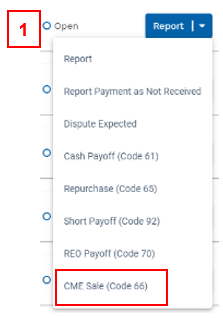 1
Open
Report
Report
Report Payment as Not Received
Dispute Expected
Cash Payoff (Code 61)
Repurchase (Code 65)
Short Payoff (Code 92)
REO Payoff (Code 70)
CME Sale (Code 66)